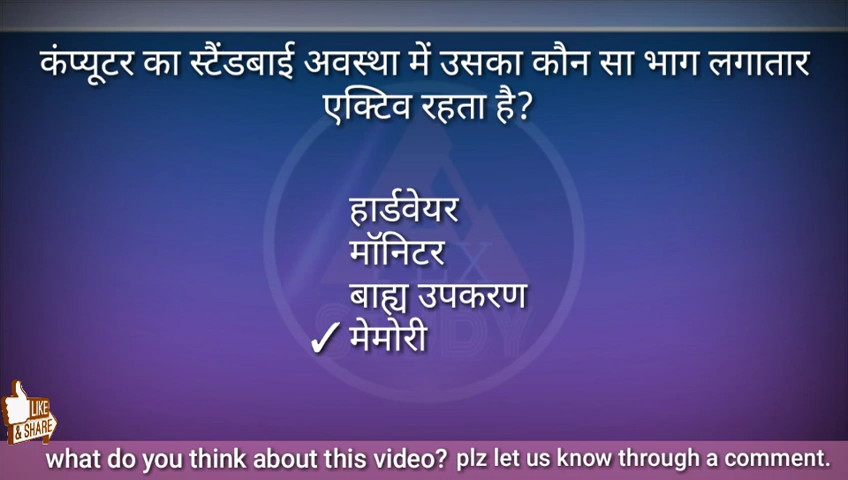 कंप्यूटर का स्टैंडबाई अवस्था में उसका कौन सा भाग लगातार
एक्टिव रहता है?
हार्डवेयर
मॉनिटर
बाह्य उपकरण
✓ मेमोरी
LIKE
& SHARE
what do you think about this video? plz let us know through a comment.